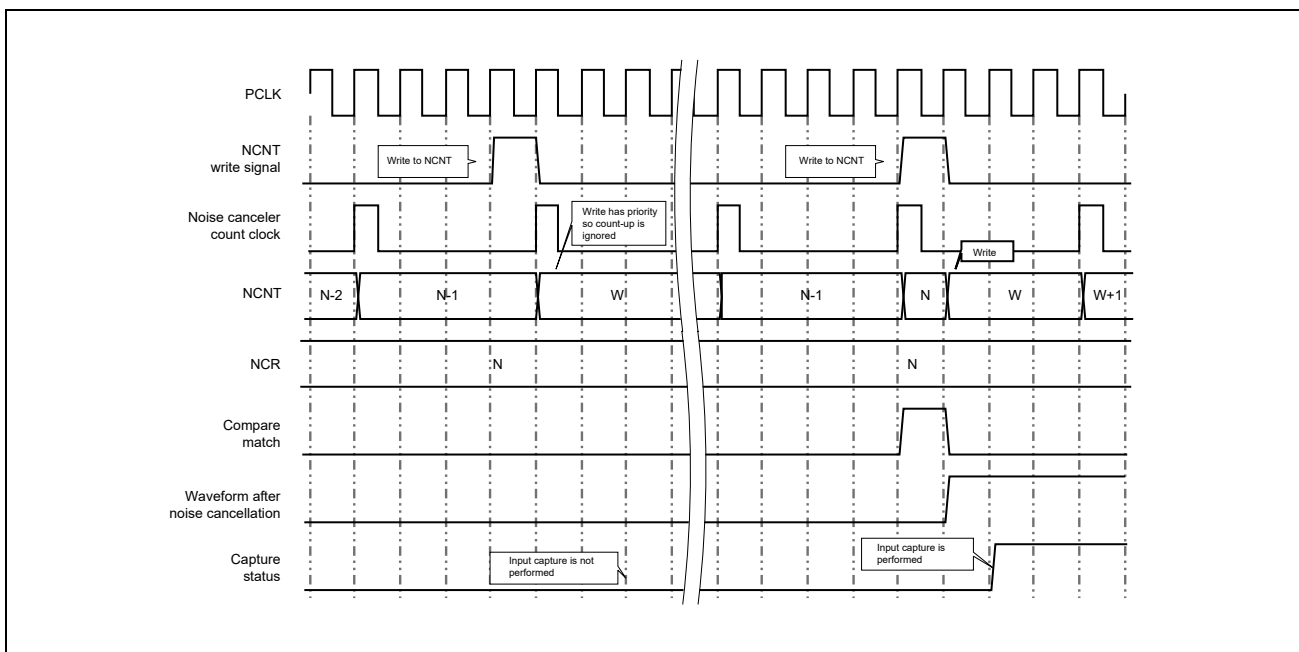 PCLK
NCNT
write signal
Write to NCNT
Write to NCNT
Noise canceler
count clock
Write has priority
so count-up is
ignored
Write
NCNT
N-2
N-1
W
N-1
N
W
W+1
NCR
N
N
Compare
match
Waveform after
noise cancellation
Capture
status
Input capture is not
performed
Input capture is
performed